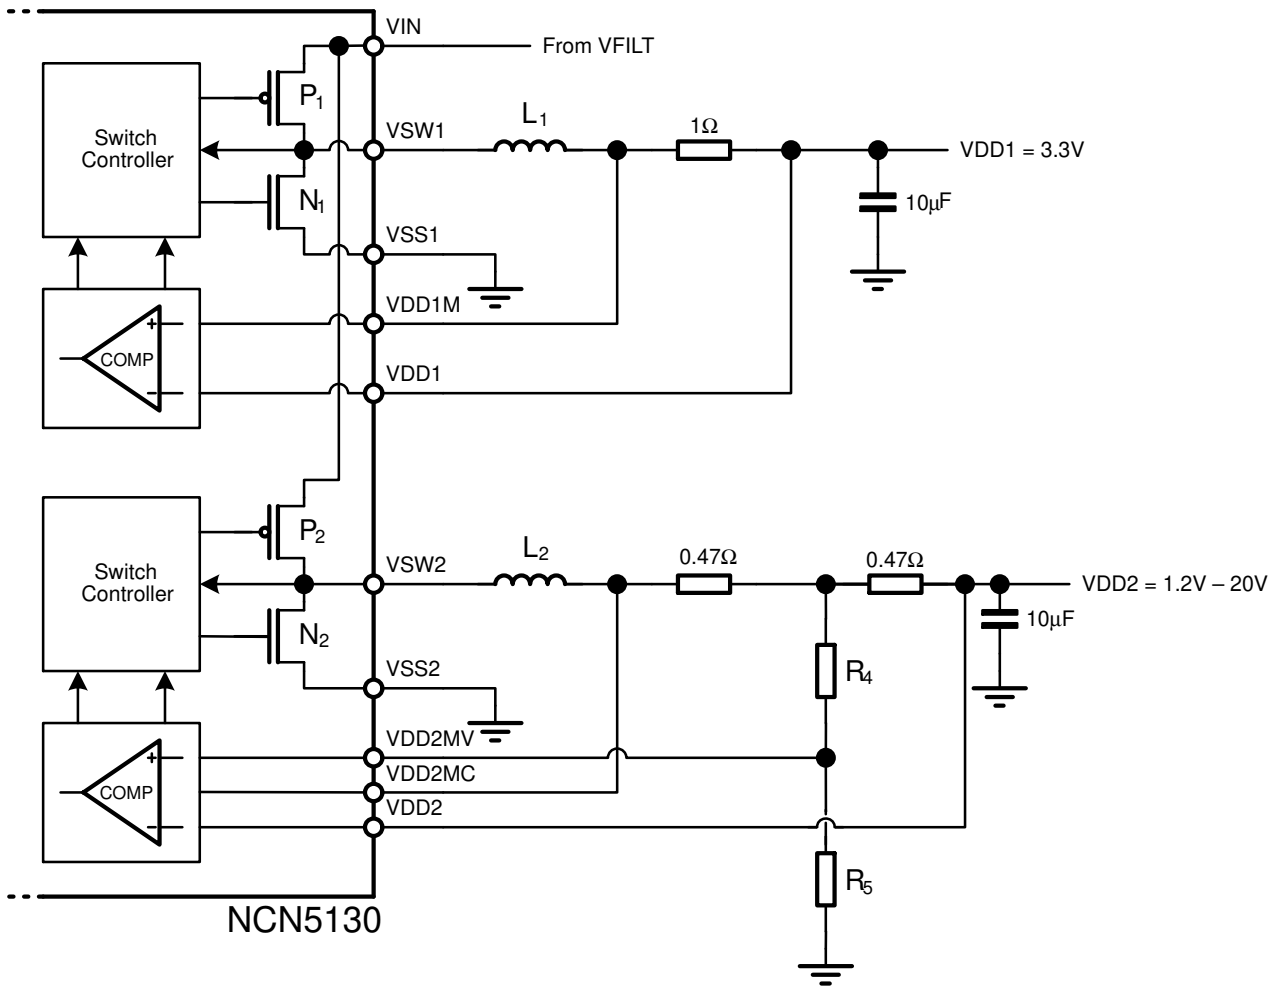 VIN
From VFILT
P1
Switch
Controller
VSW1
L1
1Ω
VDD1 = 3.3V
N1
10µF
VSS1
VDD1M
+
COMP
VDD1
−
P2
Switch
Controller
VSW2
L2
0.47Ω
0.47Ω
VDD2 = 1.2V – 20V
N2
10µF
VSS2
R4
VDD2MV
+
VDD2MC
COMP
VDD2
−
R5
NCN5130